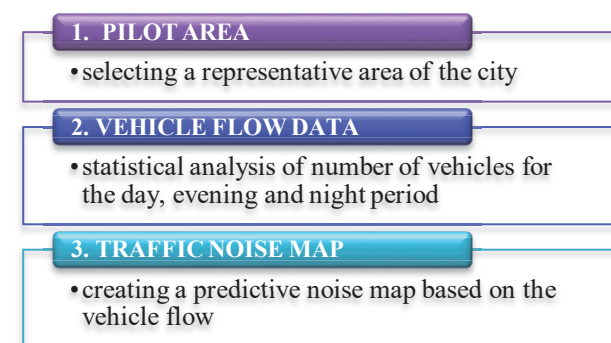 1. PILOT AREA
• selecting a representative area of the city
2. VEHICLE FLOW DATA
• statistical analysis of number of vehicles for
the day, evening and night period
3. TRAFFIC NOISE MAP
• creating a predictive noise map based on the
vehicle flow